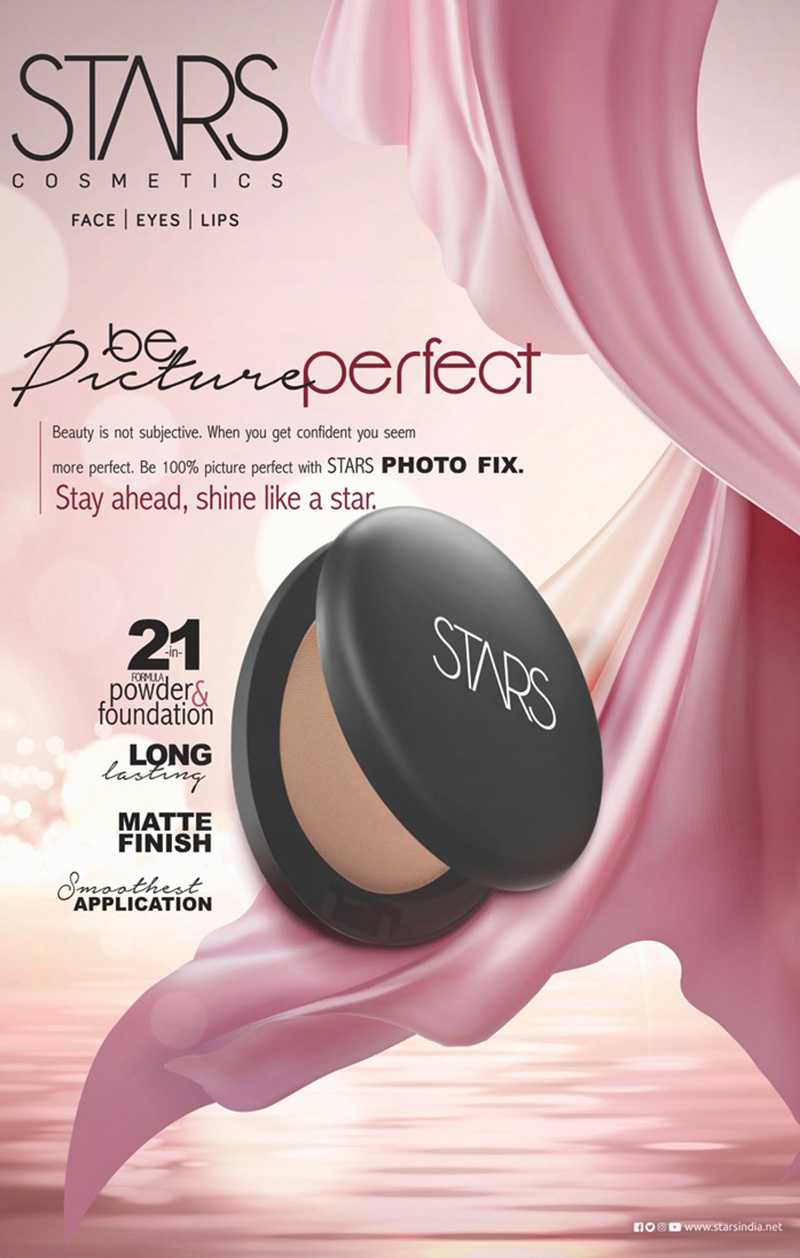 STARS
COSMETICS
FACE | EYES | LIPS
be
Picture perfect
Beauty is not subjective. When you get confident you seem
more perfect. Be 100% picture perfect with STARS PHOTO FIX.
Stay ahead, shine like a star.
2-in-1
FORMULA
powder&
foundation
LONG
lasting
MATTE
FINISH
Smoothest
APPLICATION
STARS
www.starsindia.net